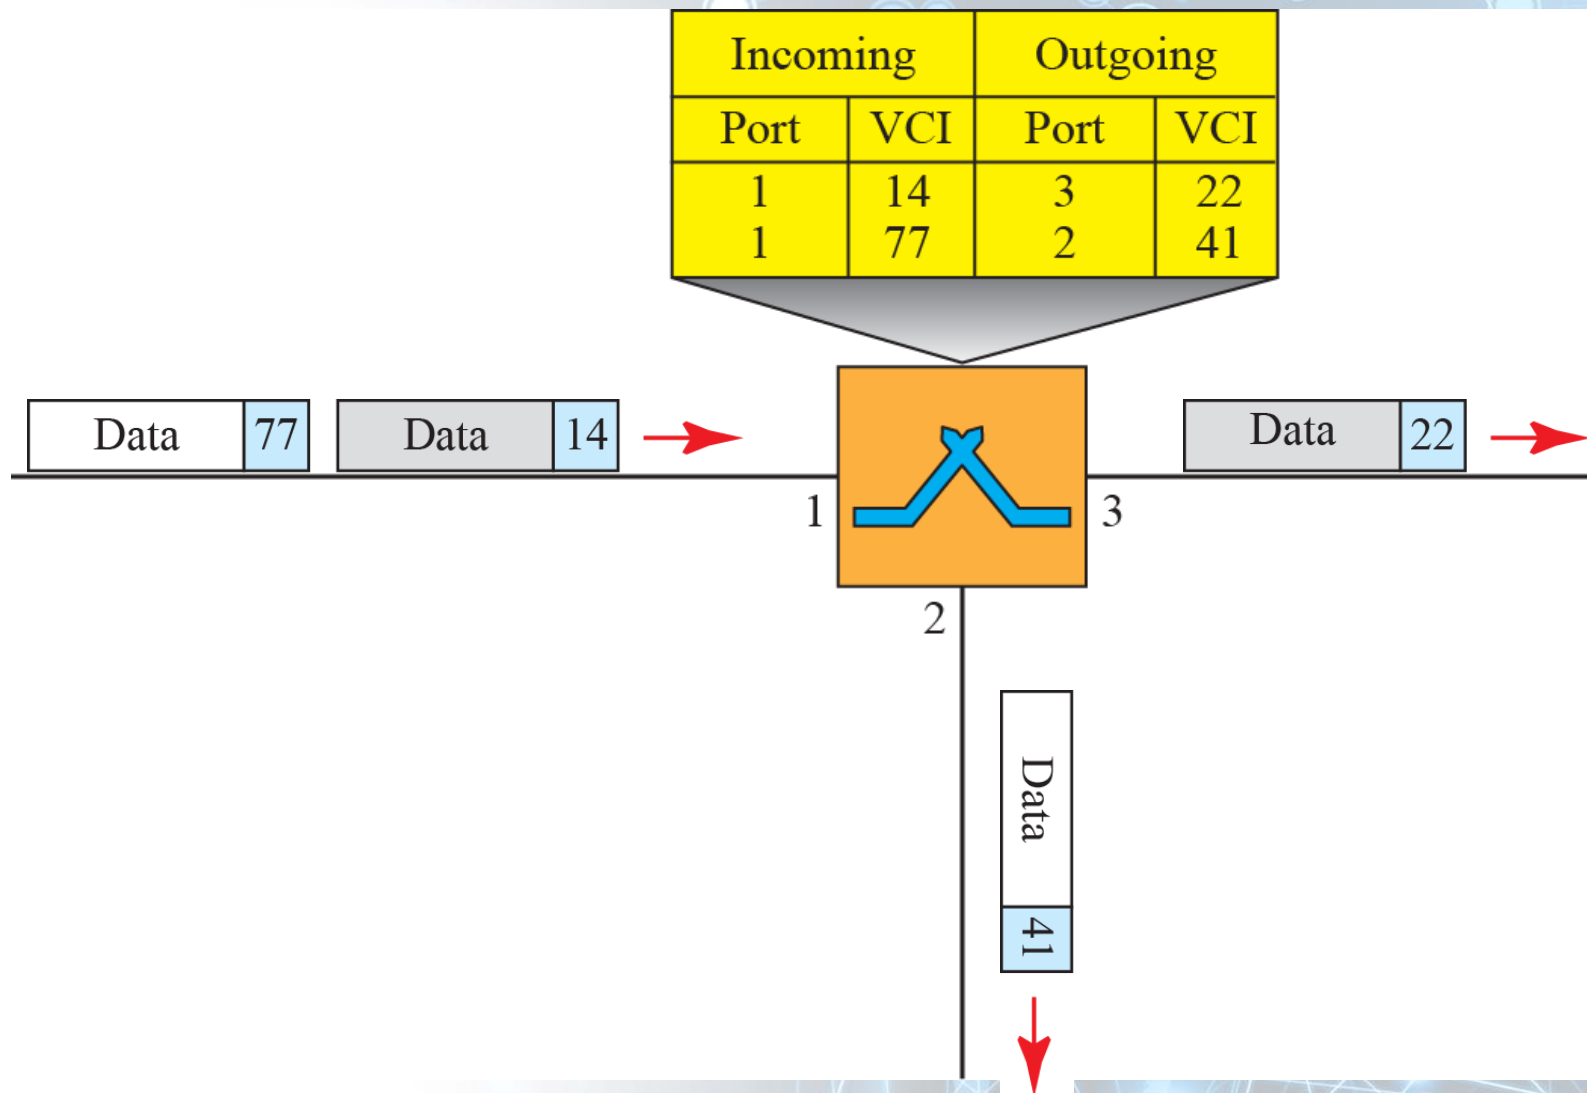 Incoming Outgoing
Port VCI Port VCI
1 14 3 22
1 77 2 41
Data 77 Data 14 Data 22
1 3
2
Data 41